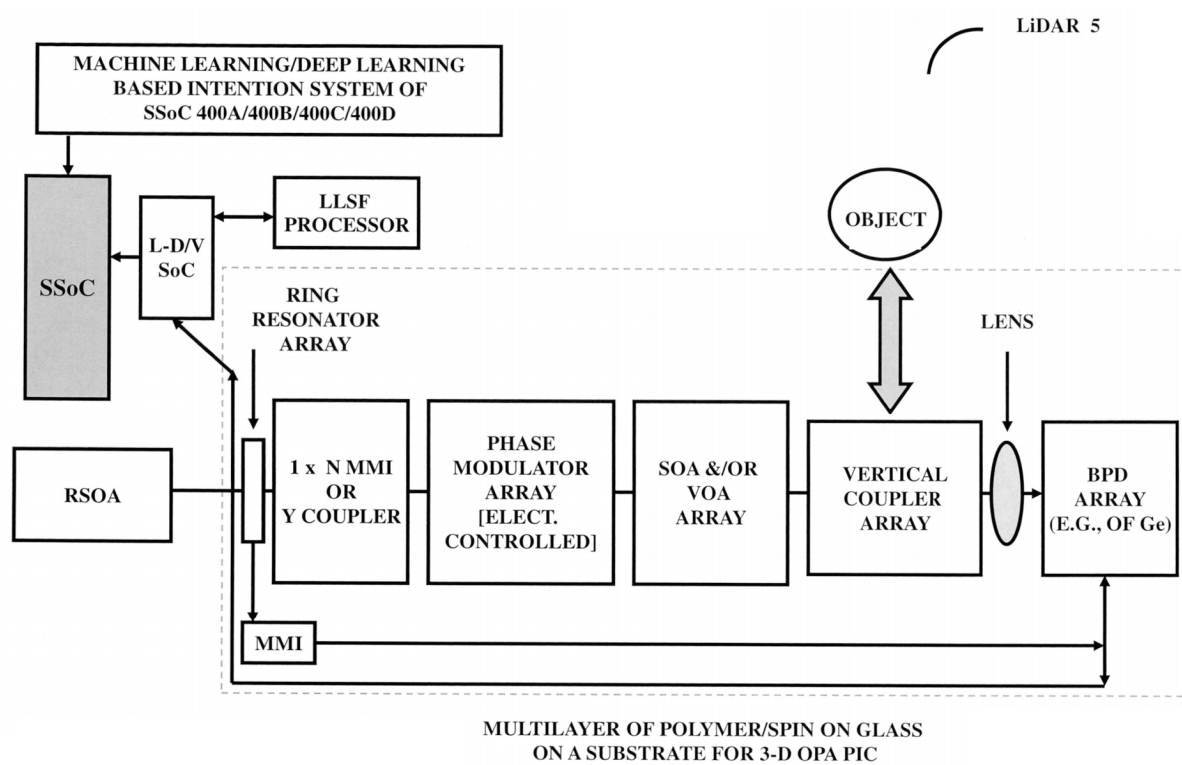 LiDAR 5
MACHINE LEARNING/DEEP LEARNING
BASED INTENTION SYSTEM OF
SSoC 400A/400B/400C/400D
SSoC
L-D/V
SoC
LLSF
PROCESSOR
OBJECT
RING
RESONATOR
ARRAY
LENS
RSOA
1 x N MMI
OR
Y COUPLER
PHASE
MODULATOR
ARRAY
[ELECT.
CONTROLLED]
SOA &/OR
VOA
ARRAY
VERTICAL
COUPLER
ARRAY
BPD
ARRAY
(E.G., OF Ge)
MMI
MULTILAYER OF POLYMER/SPIN ON GLASS
ON A SUBSTRATE FOR 3-D OPA PIC